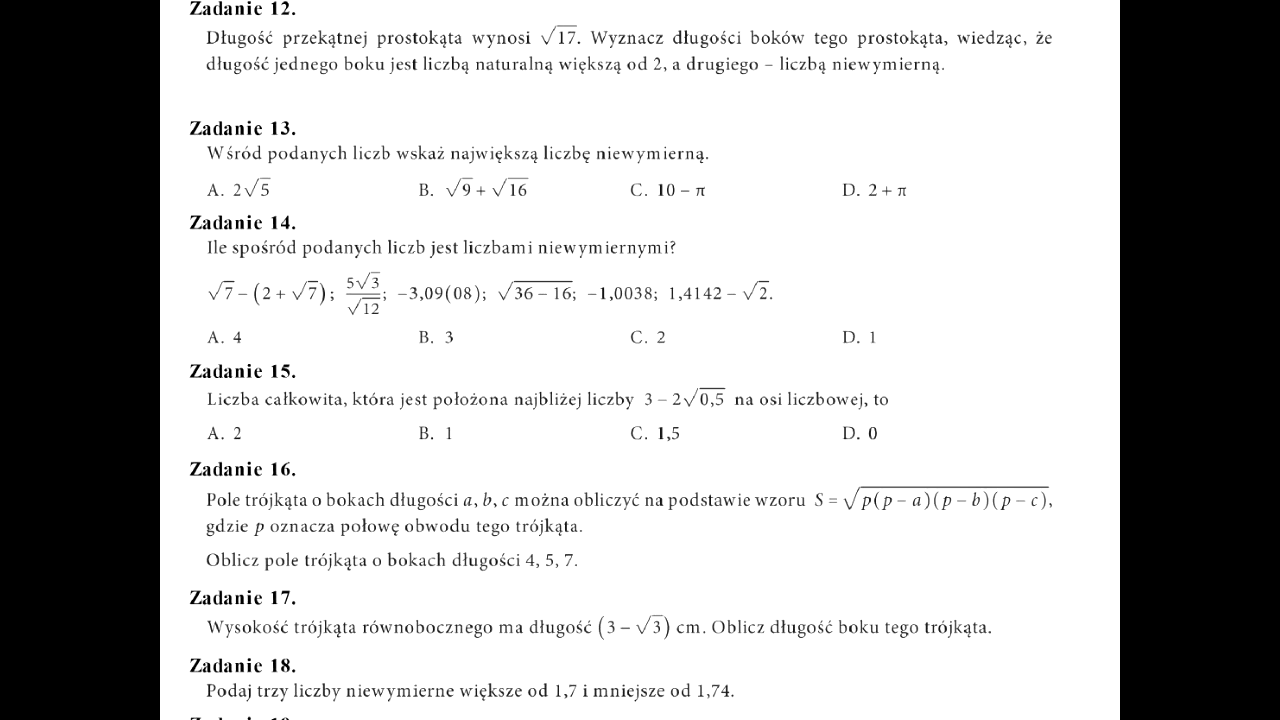 Zadanie 12.
Długość przekątnej prostokąta wynosi √17. Wyznacz długości boków tego prostokąta, wiedząc, że
długość jednego boku jest liczbą naturalną większą od 2, a drugiego – liczbą niewymierną.
Zadanie 13.
Wśród podanych liczb wskaż największą liczbę niewymierną.
A. 2√5 B. √9 + √16 C. 10 – π D. 2 + π
Zadanie 14.
Ile spośród podanych liczb jest liczbami niewymiernymi?
√7 – (2 + √7); 5√3/√12; –3,09(08); √(36 – 16); –1,0038; 1,4142 – √2.
A. 4 B. 3 C. 2 D. 1
Zadanie 15.
Liczba całkowita, która jest położona najbliżej liczby 3 – 2√0,5 na osi liczbowej, to
A. 2 B. 1 C. 1,5 D. 0
Zadanie 16.
Pole trójkąta o bokach długości a, b, c można obliczyć na podstawie wzoru S = √(p(p – a)(p – b)(p – c)),
gdzie p oznacza połowę obwodu tego trójkąta.
Oblicz pole trójkąta o bokach długości 4, 5, 7.
Zadanie 17.
Wysokość trójkąta równobocznego ma długość (3 – √3) cm. Oblicz długość boku tego trójkąta.
Zadanie 18.
Podaj trzy liczby niewymierne większe od 1,7 i mniejsze od 1,74.